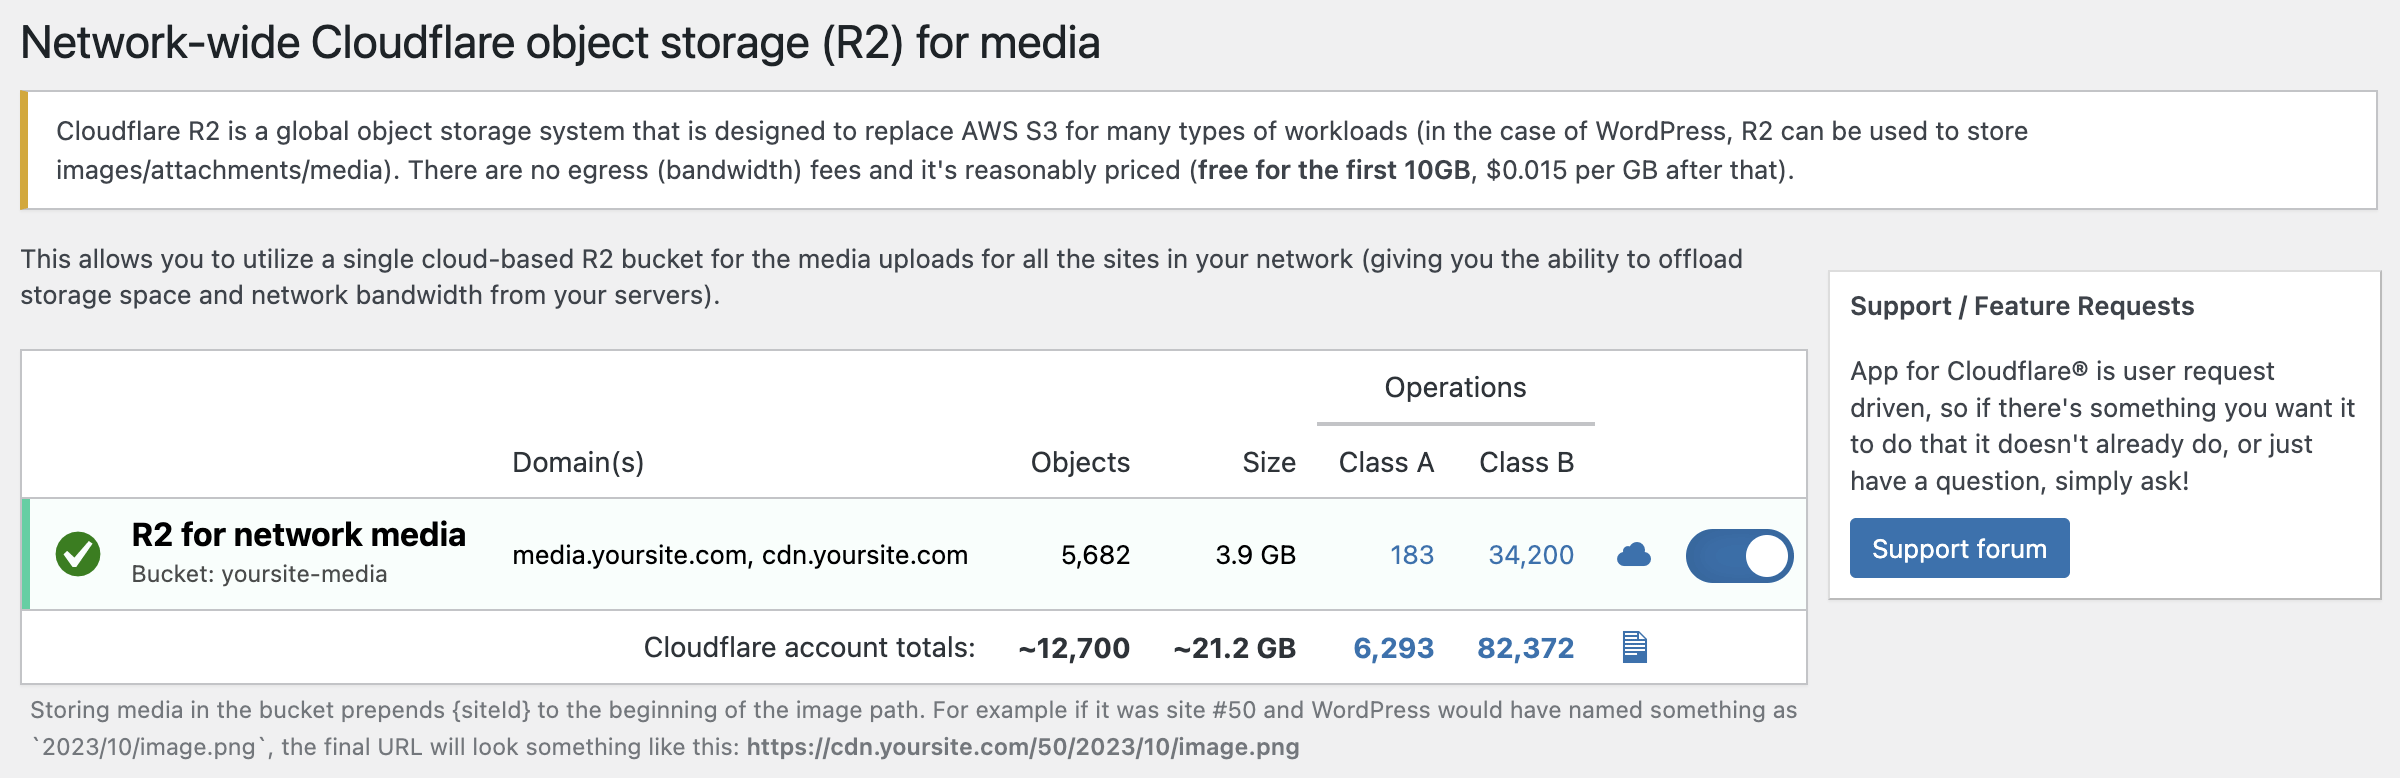 Network-wide Cloudflare object storage (R2) for media
Cloudflare R2 is a global object storage system that is designed to replace AWS S3 for many types of workloads (in the case of WordPress, R2 can be used to store
images/attachments/media). There are no egress (bandwidth) fees and it's reasonably priced (free for the first 10GB, $0.015 per GB after that).
This allows you to utilize a single cloud-based R2 bucket for the media uploads for all the sites in your network (giving you the ability to offload
storage space and network bandwidth from your servers).
Operations
Domain(s) Objects Size Class A Class B
R2 for network media
Bucket: yoursite-media
media.yoursite.com, cdn.yoursite.com 5,682 3.9 GB 183 34,200
Cloudflare account totals: ~12,700 ~21.2 GB 6,293 82,372
Storing media in the bucket prepends {siteId} to the beginning of the image path. For example if it was site #50 and WordPress would have named something as
`2023/10/image.png`, the final URL will look something like this: https://cdn.yoursite.com/50/2023/10/image.png
Support / Feature Requests
App for Cloudflare® is user request
driven, so if there's something you want it
to do that it doesn't already do, or just
have a question, simply ask!
Support forum